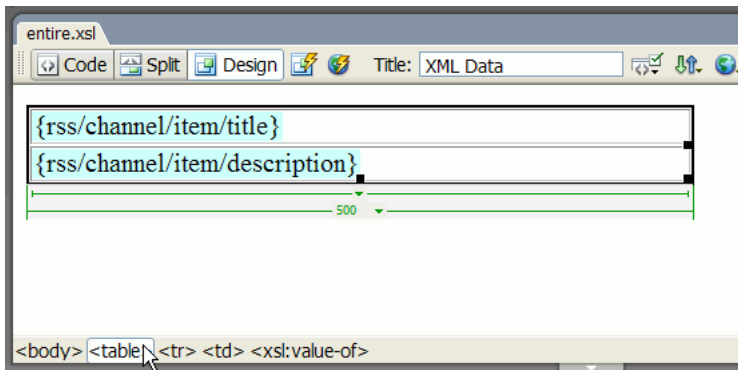 entire.xsl
Code Split Design Title: XML Data
{rss/channel/item/title}
{rss/channel/item/description}
500
<body> <table> <tr> <td> <xsl:value-of>